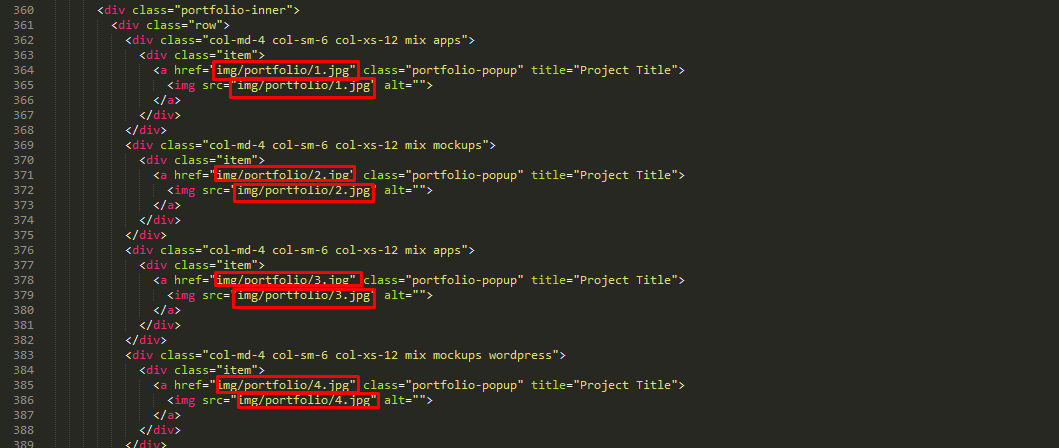 360 <div class="portfolio-inner">
361 <div class="row">
362 <div class="col-md-4 col-sm-6 col-xs-12 mix apps">
363 <div class="item">
364 <a href="img/portfolio/1.jpg" class="portfolio-popup" title="Project Title">
365 <img src="img/portfolio/1.jpg" alt="">
366 </a>
367 </div>
368 </div>
369 <div class="col-md-4 col-sm-6 col-xs-12 mix mockups">
370 <div class="item">
371 <a href="img/portfolio/2.jpg" class="portfolio-popup" title="Project Title">
372 <img src="img/portfolio/2.jpg" alt="">
373 </a>
374 </div>
375 </div>
376 <div class="col-md-4 col-sm-6 col-xs-12 mix apps">
377 <div class="item">
378 <a href="img/portfolio/3.jpg" class="portfolio-popup" title="Project Title">
379 <img src="img/portfolio/3.jpg" alt="">
380 </a>
381 </div>
382 </div>
383 <div class="col-md-4 col-sm-6 col-xs-12 mix mockups wordpress">
384 <div class="item">
385 <a href="img/portfolio/4.jpg" class="portfolio-popup" title="Project Title">
386 <img src="img/portfolio/4.jpg" alt="">
387 </a>
388 </div>
389 </div>